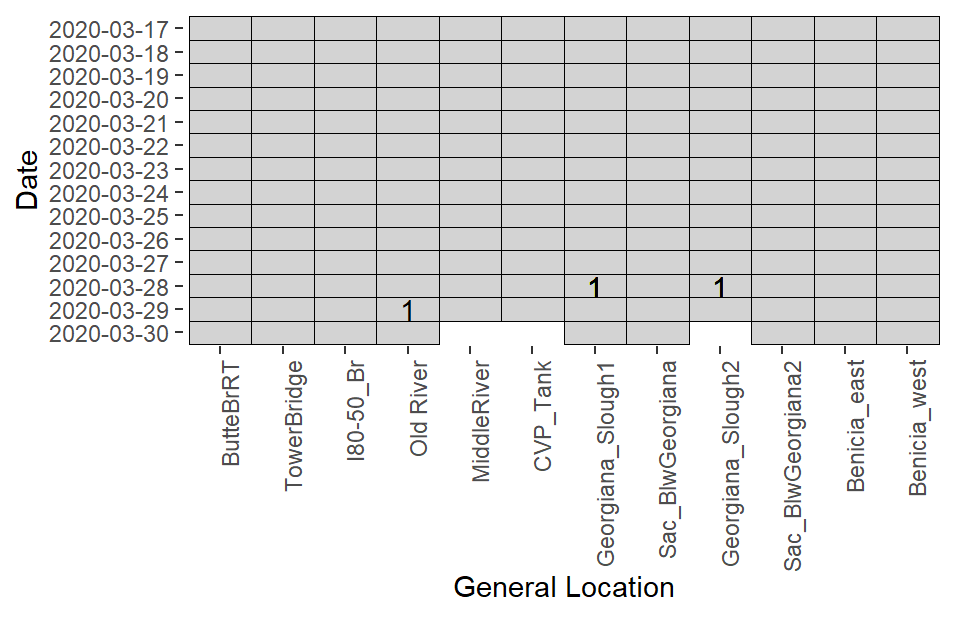 Date
2020-03-17
2020-03-18
2020-03-19
2020-03-20
2020-03-21
2020-03-22
2020-03-23
2020-03-24
2020-03-25
2020-03-26
2020-03-27
2020-03-28 1 1
2020-03-29 1
2020-03-30
ButteBrRT
TowerBridge
I80-50_Br
Old River
MiddleRiver
CVP_Tank
Georgiana_Slough1
Sac_BlwGeorgiana
Georgiana_Slough2
Sac_BlwGeorgiana2
Benicia_east
Benicia_west
General Location